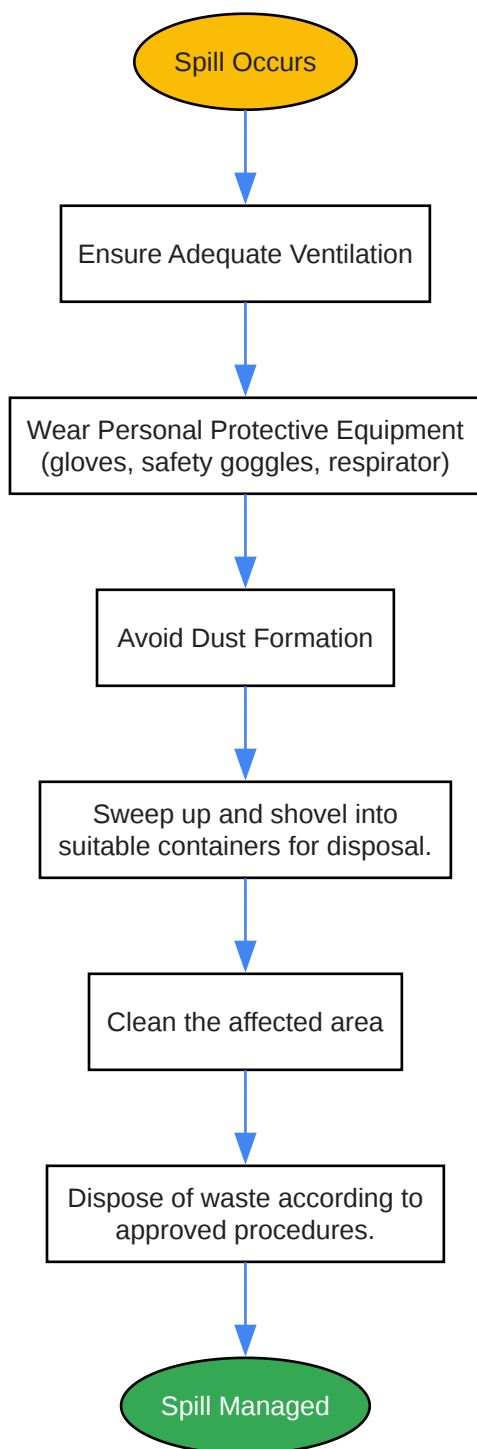 Spill Occurs
Ensure Adequate Ventilation
Wear Personal Protective Equipment
(gloves, safety goggles, respirator)
Avoid Dust Formation
Sweep up and shovel into
suitable containers for disposal.
Clean the affected area
Dispose of waste according to
approved procedures.
Spill Managed